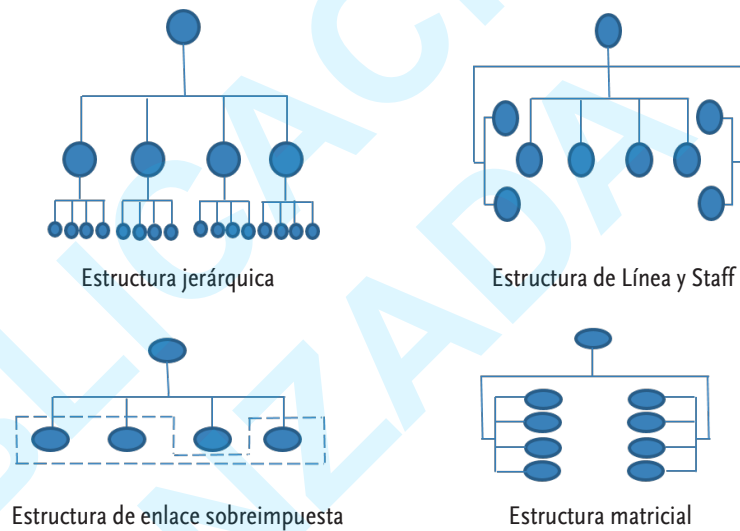 Estructura jerárquica
Estructura de Línea y Staff
Estructura de enlace sobreimpuesta
Estructura matricial